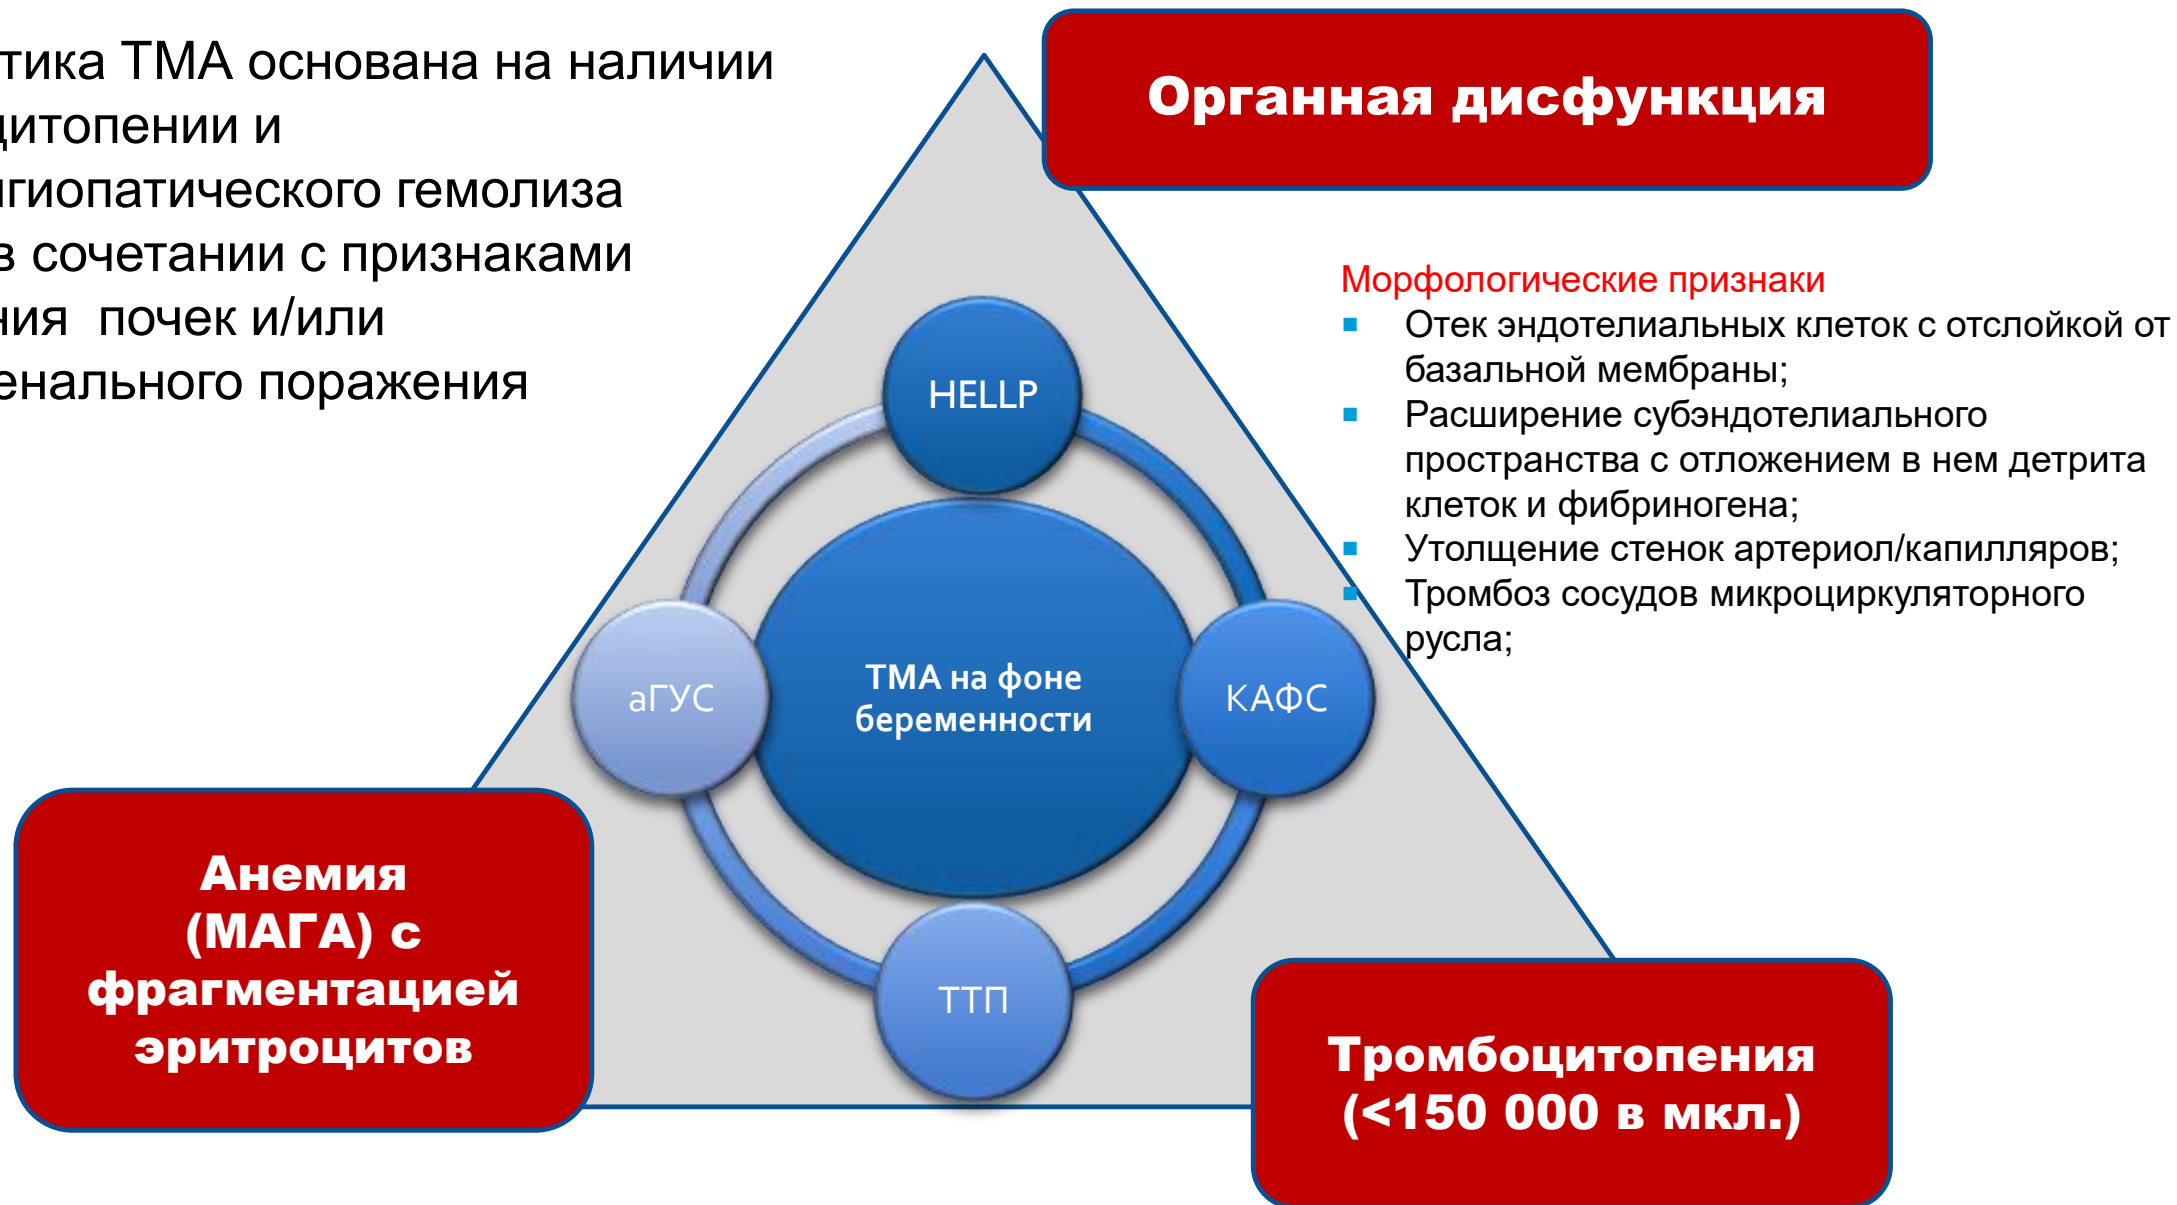 тика ТМА основана на наличии
цитопении и
нгиопатического гемолиза
в сочетании с признаками
ния почек и/или
енального поражения
Органная дисфункция
Морфологические признаки
Отек эндотелиальных клеток с отслойкой от
базальной мембраны;
Расширение субэндотелиального
пространства с отложением в нем детрита
клеток и фибриногена;
Утолщение стенок артериол/капилляров;
Тромбоз сосудов микроциркуляторного
русла;
HELLP
аГУС
ТМА на фоне
беременности
КАФС
ТТП
Анемия
(МАГА) с
фрагментацией
эритроцитов
Тромбоцитопения
(<150 000 в мкл.)